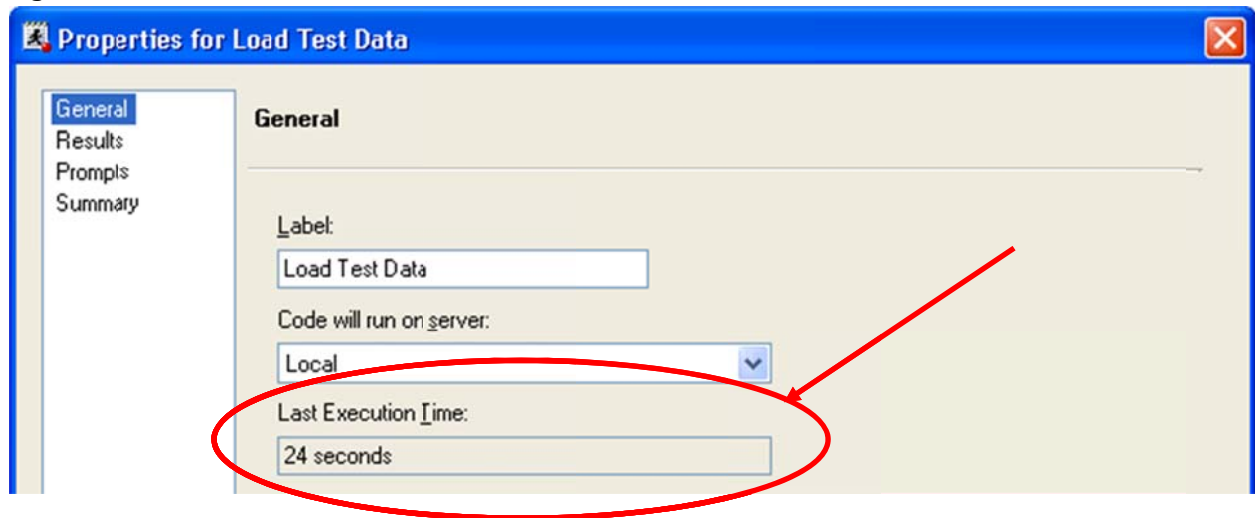 Properties for Load Test Data
General
Results
Prompts
Summary
General
Label:
Load Test Data
Code will run on server:
Local
Last Execution Time:
24 seconds